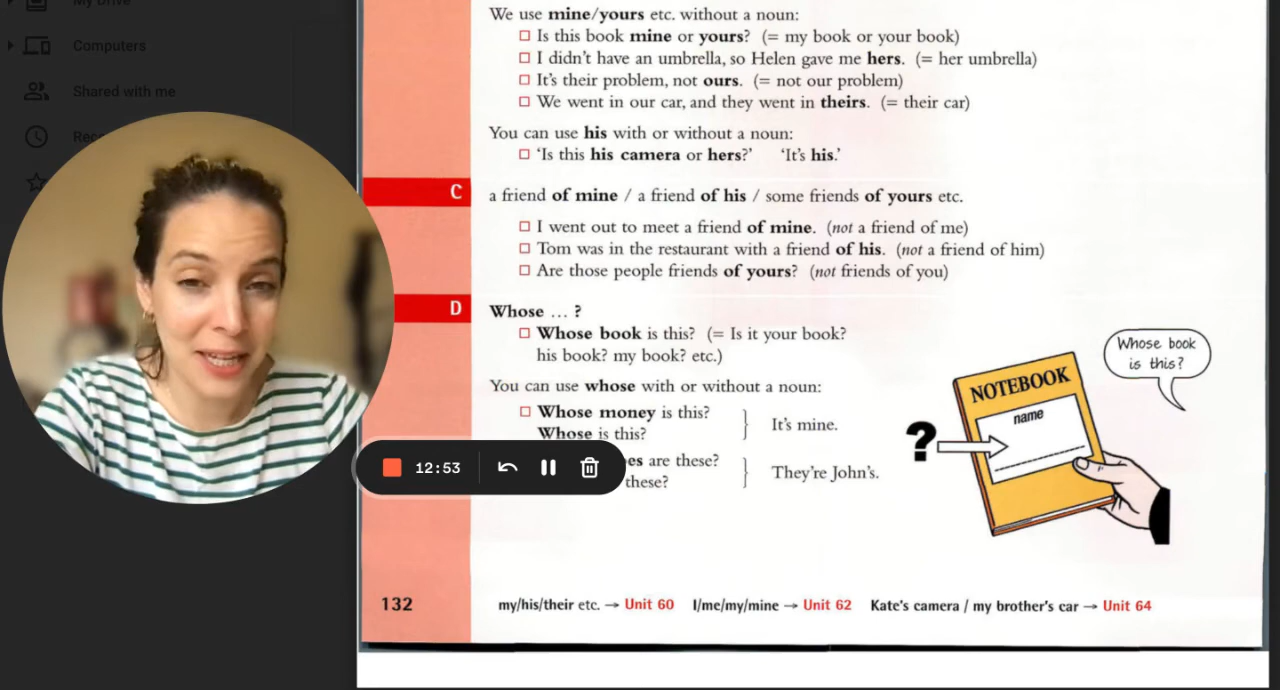 My Drive
Computers
Shared with me
We use mine/yours etc. without a noun:
Is this book mine or yours? (= my book or your book)
I didn't have an umbrella, so Helen gave me hers. (= her umbrella)
It's their problem, not ours. (= not our problem)
We went in our car, and they went in theirs. (= their car)
You can use his with or without a noun:
'Is this his camera or hers?' 'It's his.'
C
a friend of mine / a friend of his / some friends of yours etc.
I went out to meet a friend of mine. (not a friend of me)
Tom was in the restaurant with a friend of his. (not a friend of him)
Are those people friends of yours? (not friends of you)
D
Whose ... ?
Whose book is this? (= Is it your book?
his book? my book? etc.)
You can use whose with or without a noun:
Whose money is this?
Whose is this?
It's mine.
es are these?
these?
They're John's.
12:53
Whose book
is this?
NOTEBOOK
name
?
132
my/his/their etc. → Unit 60 I/me/my/mine → Unit 62 Kate's camera / my brother's car → Unit 64